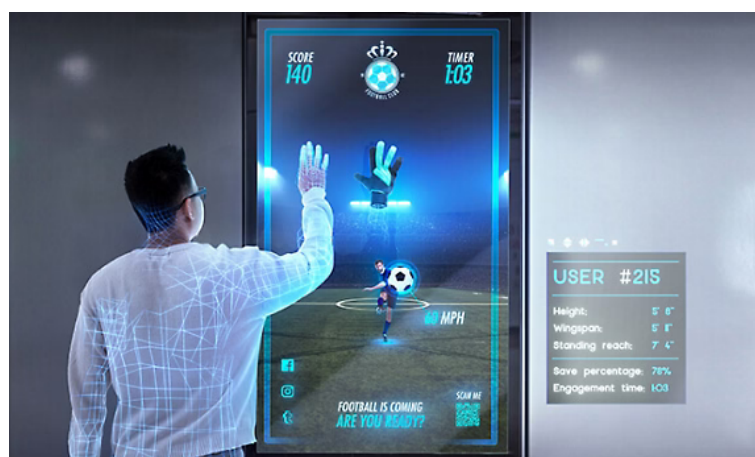 SCORE
140
FOOTBALL CLUB
TIMER
1:03
60 MPH
FOOTBALL IS COMING
ARE YOU READY?
SCAN ME
USER #215
Height: 5' 6"
Wingspan: 5' 8"
Standing reach: 7' 4"
Save percentage: 78%
Engagement time: 1:03